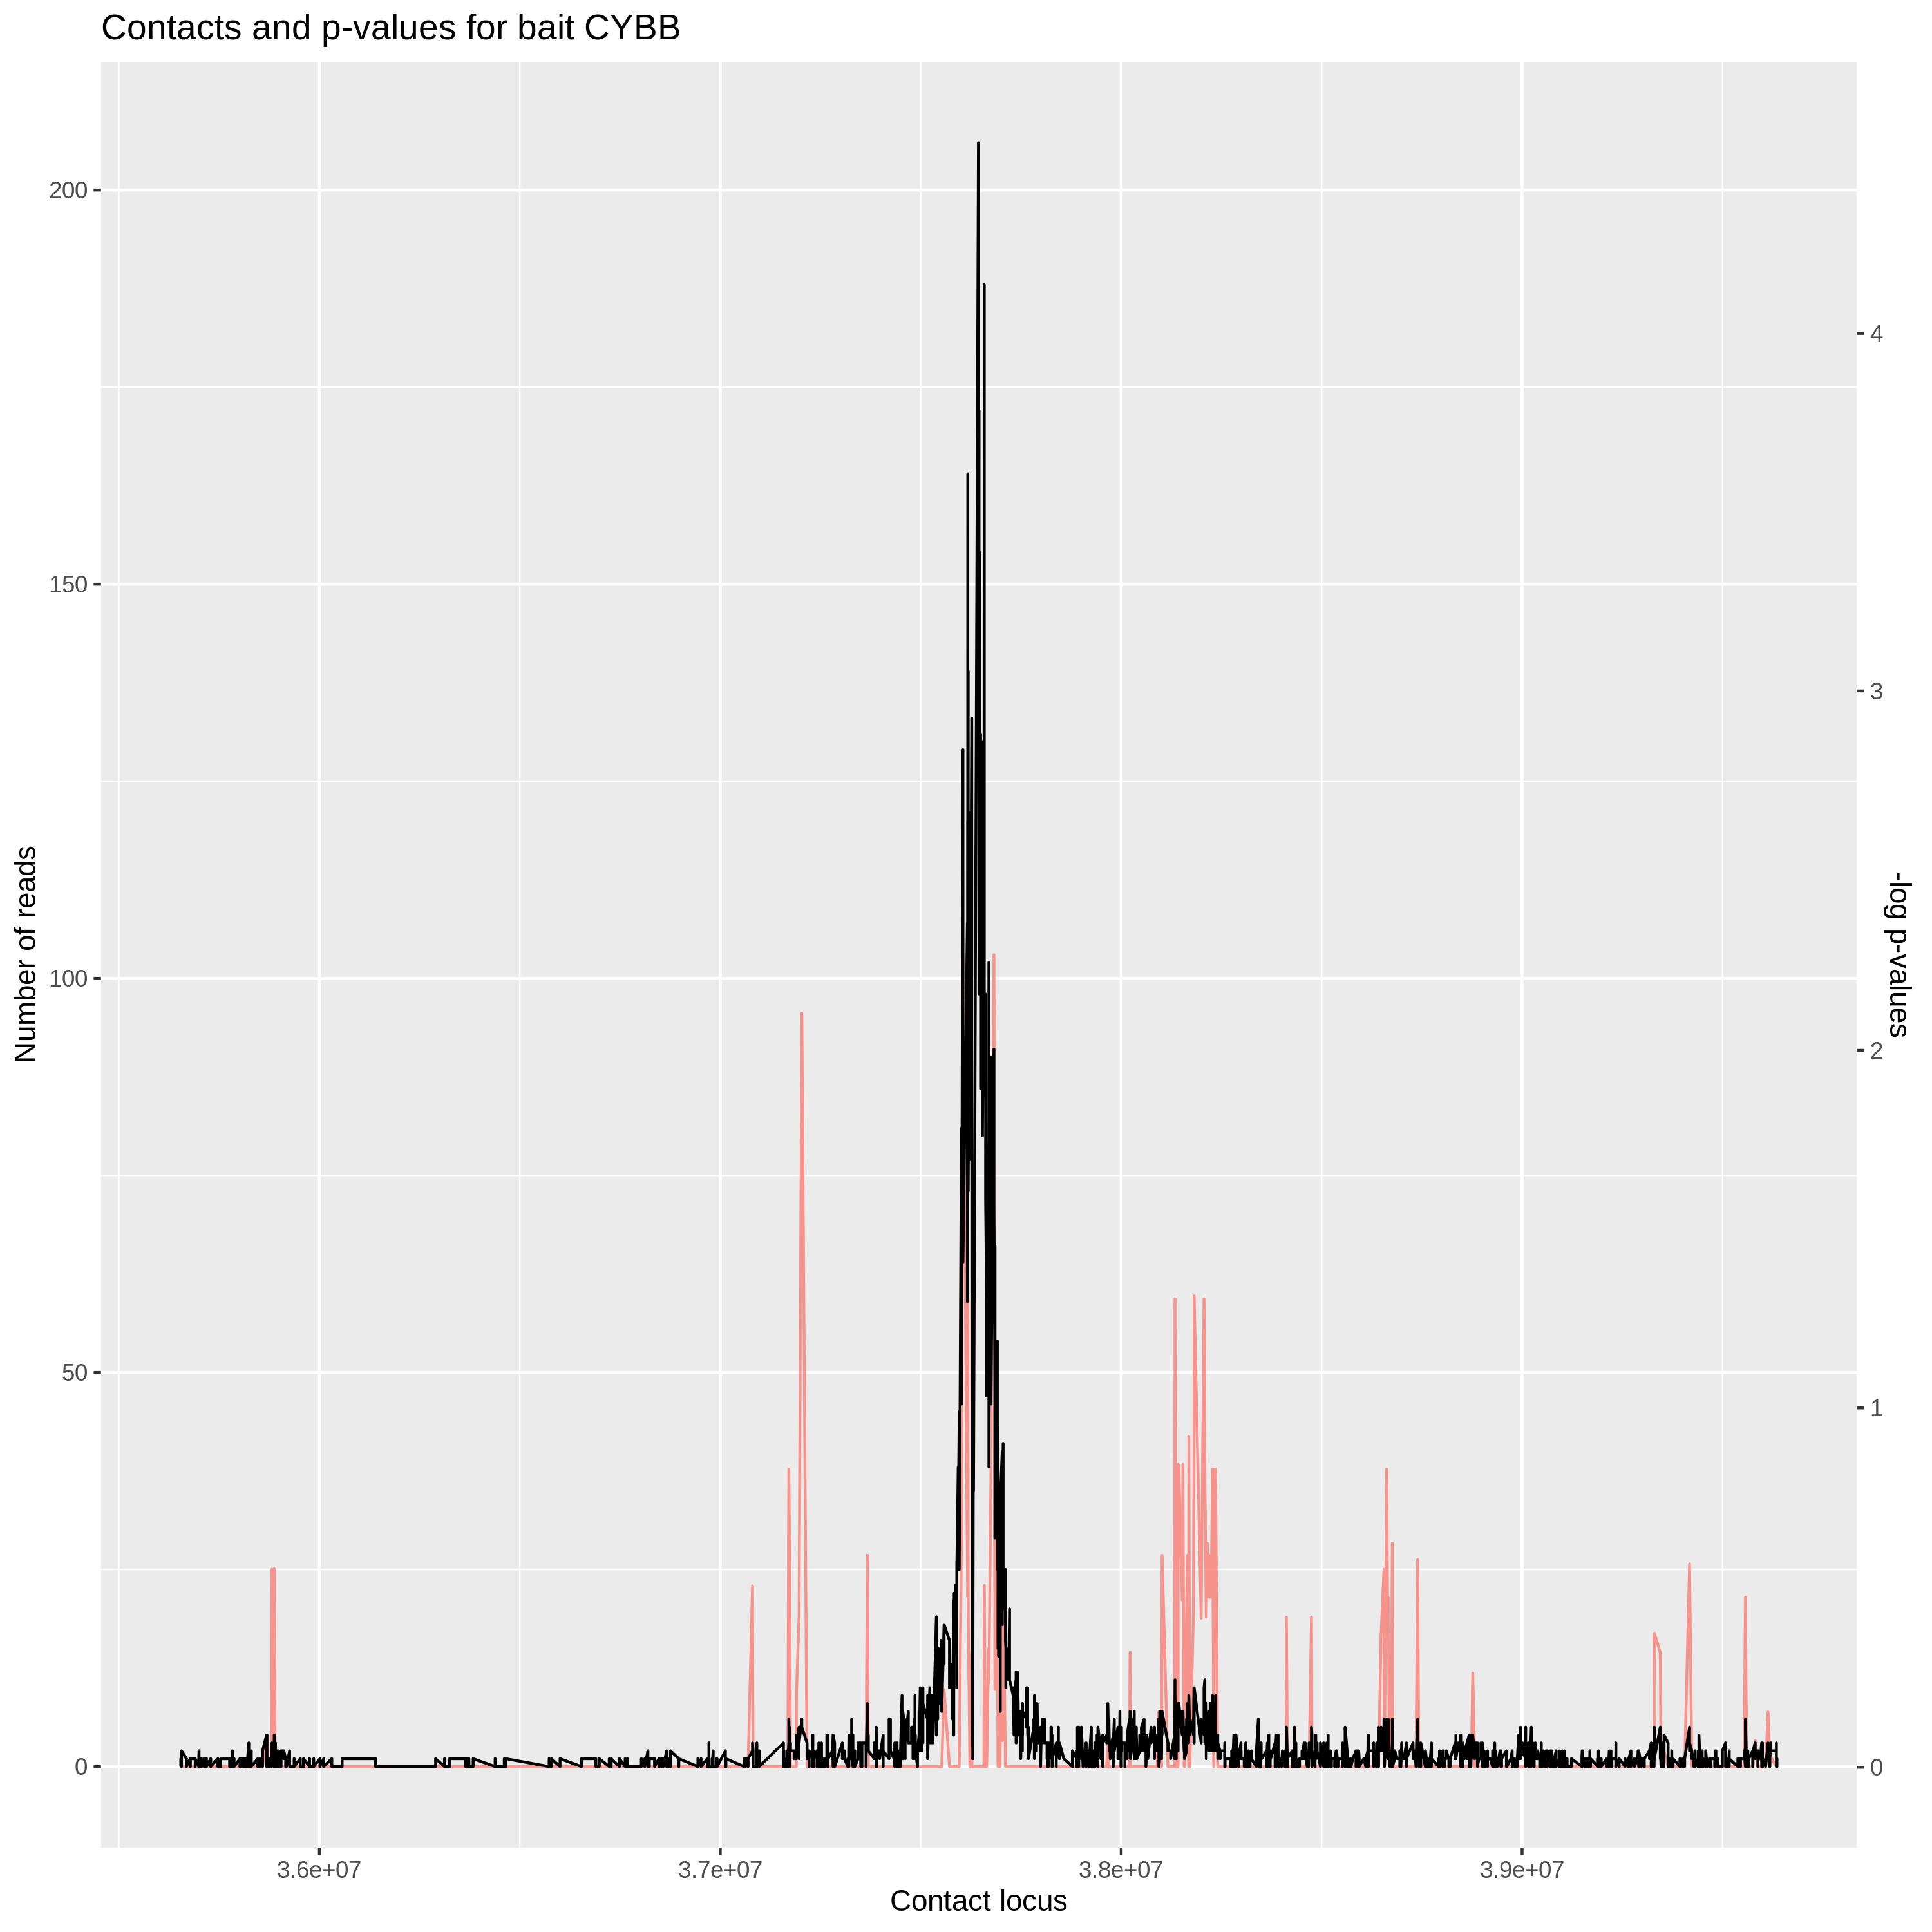 Contacts and p-values for bait CYBB
Number of reads
200
150
100
50
0
4
3
2
1
0
-log p-values
3.6e+07
3.7e+07
3.8e+07
3.9e+07
Contact locus